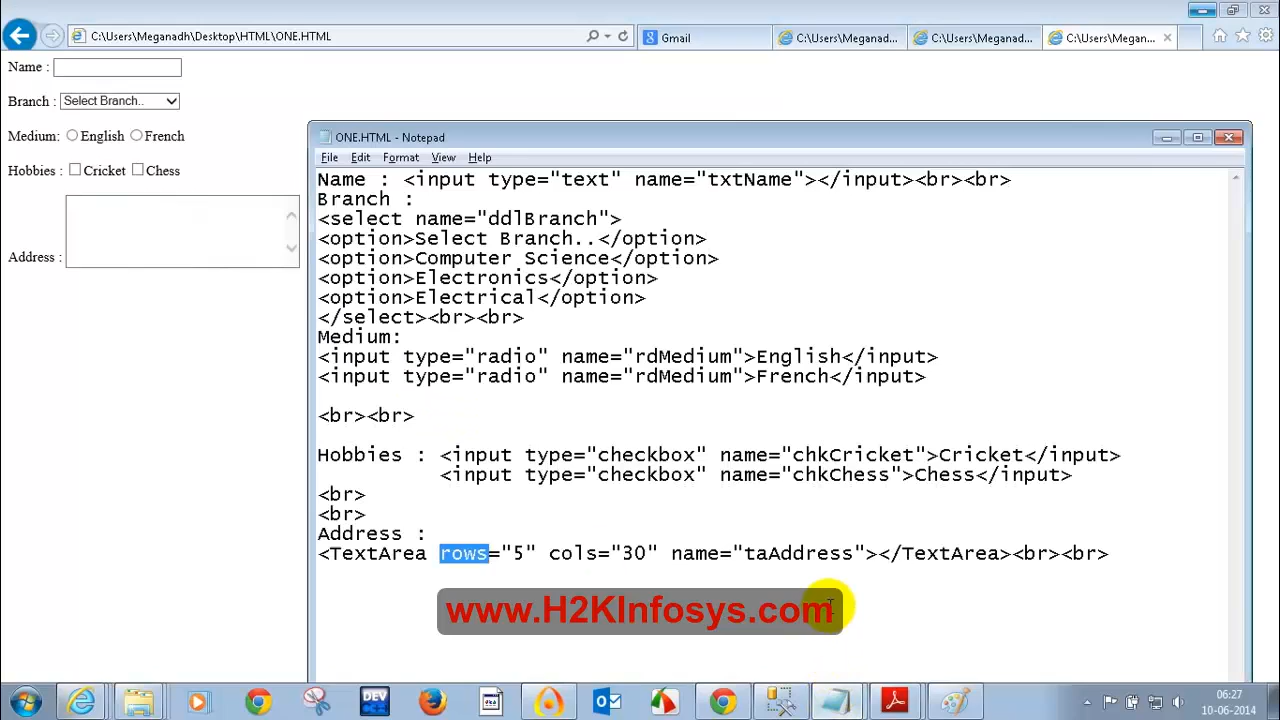 C:\Users\Meganadh\Desktop\HTML\ONE.HTML
Gmail
C:\Users\Meganad...
C:\Users\Meganad...
C:\Users\Megan...
Name :
Branch : Select Branch..
Medium: English French
Hobbies : Cricket Chess
Address :
ONE.HTML - Notepad
File Edit Format View Help
Name : <input type="text" name="txtName"></input><br><br>
Branch :
<select name="ddlBranch">
<option>Select Branch..</option>
<option>Computer Science</option>
<option>Electronics</option>
<option>Electrical</option>
</select><br><br>
Medium:
<input type="radio" name="rdMedium">English</input>
<input type="radio" name="rdMedium">French</input>
<br><br>
Hobbies : <input type="checkbox" name="chkCricket">Cricket</input>
<input type="checkbox" name="chkChess">Chess</input>
<br>
<br>
Address :
<TextArea rows="5" cols="30" name="taAddress"></TextArea><br><br>
www.H2KInfosys.com
DEV
06:27
10-06-2014